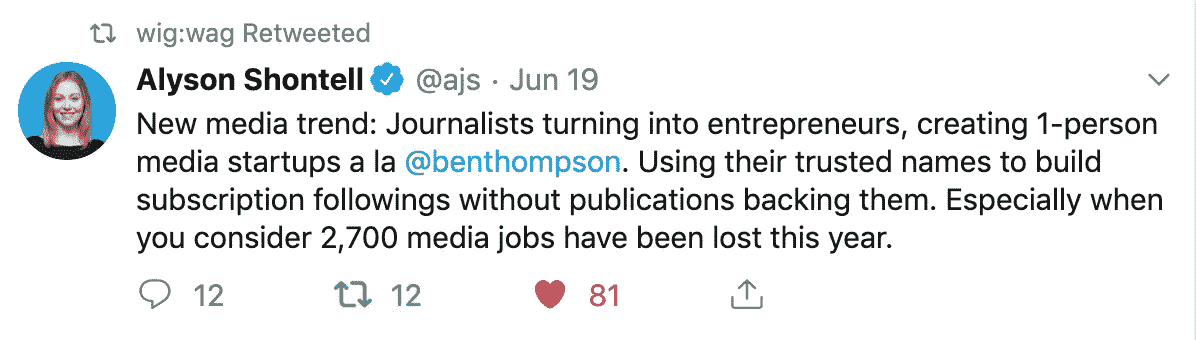 wig:wag Retweeted
Alyson Shontell @ajs · Jun 19
New media trend: Journalists turning into entrepreneurs, creating 1-person
media startups a la @benthompson. Using their trusted names to build
subscription followings without publications backing them. Especially when
you consider 2,700 media jobs have been lost this year.
12 12 81